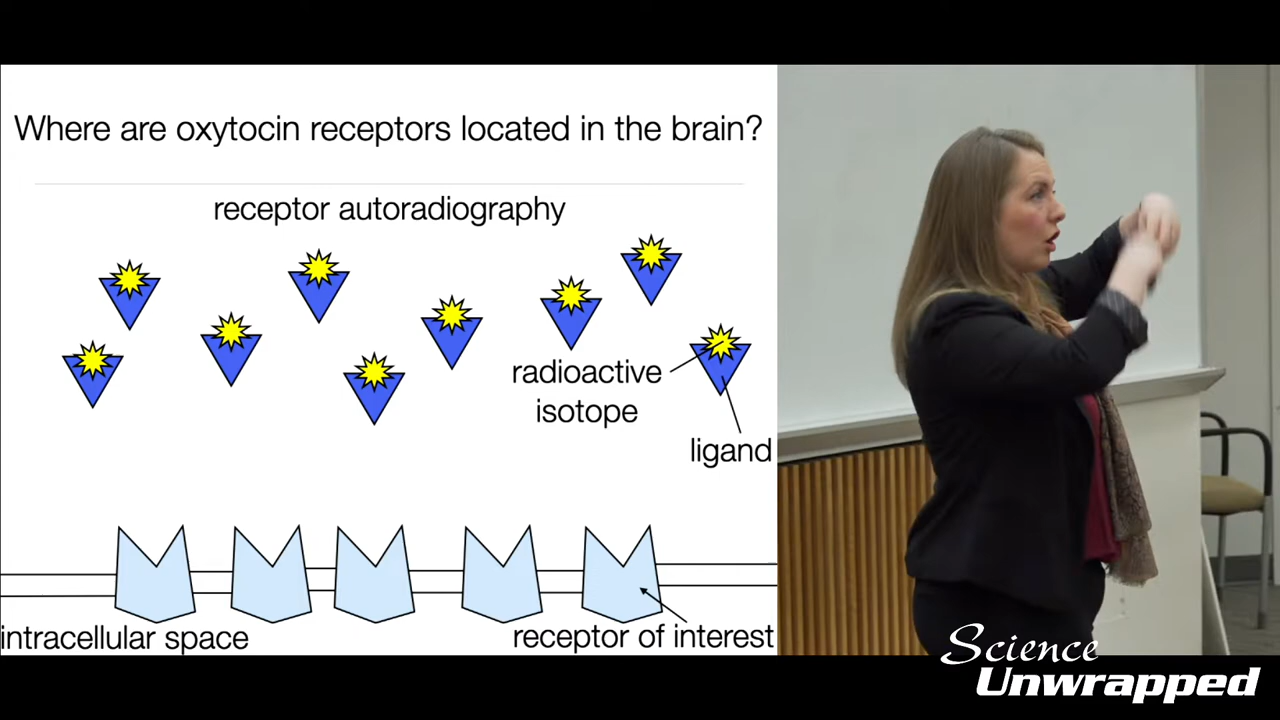 Where are oxytocin receptors located in the brain?
receptor autoradiography
radioactive
isotope
ligand
intracellular space
receptor of interest
Science
Unwrapped